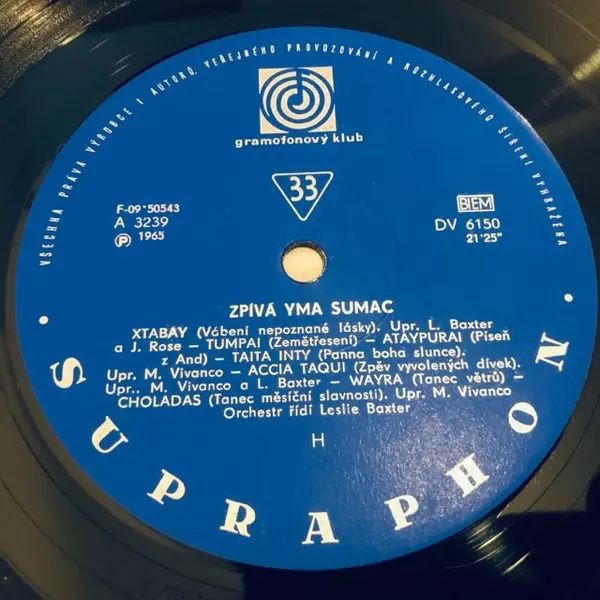 VŠECHNA PRÁVA VÝROBCE I AUTORŮ, VEŘEJNÉHO PROVOZOVÁNÍ A ROZHLASOVÉHO ŠÍŘENÍ VYHRAŽENA
gramofonový klub
33
F-09*50543
A 3239
Ⓟ 1965
BIEM
DV 6150
21'25"
ZPÍVÁ YMA SUMAC
XTABAY (Vábení nepoznané lásky). Upr. L. Baxter
a J. Rose – TUMPAI (Zemětřesení) – ATAYPURAI (Píseň
z And) – TAITA INTY (Panna boha slunce).
Upr. M. Vivanco – ACCIA TAQUI (Zpěv vyvolených dívek).
Upr.. M. Vivanco a L. Baxter – WAYRA (Tanec větrů) –
CHOLADAS (Tanec měsíční slavnosti). Upr. M. Vivanco
Orchestr řídí Leslie Baxter
H
· SUPRAPHON ·